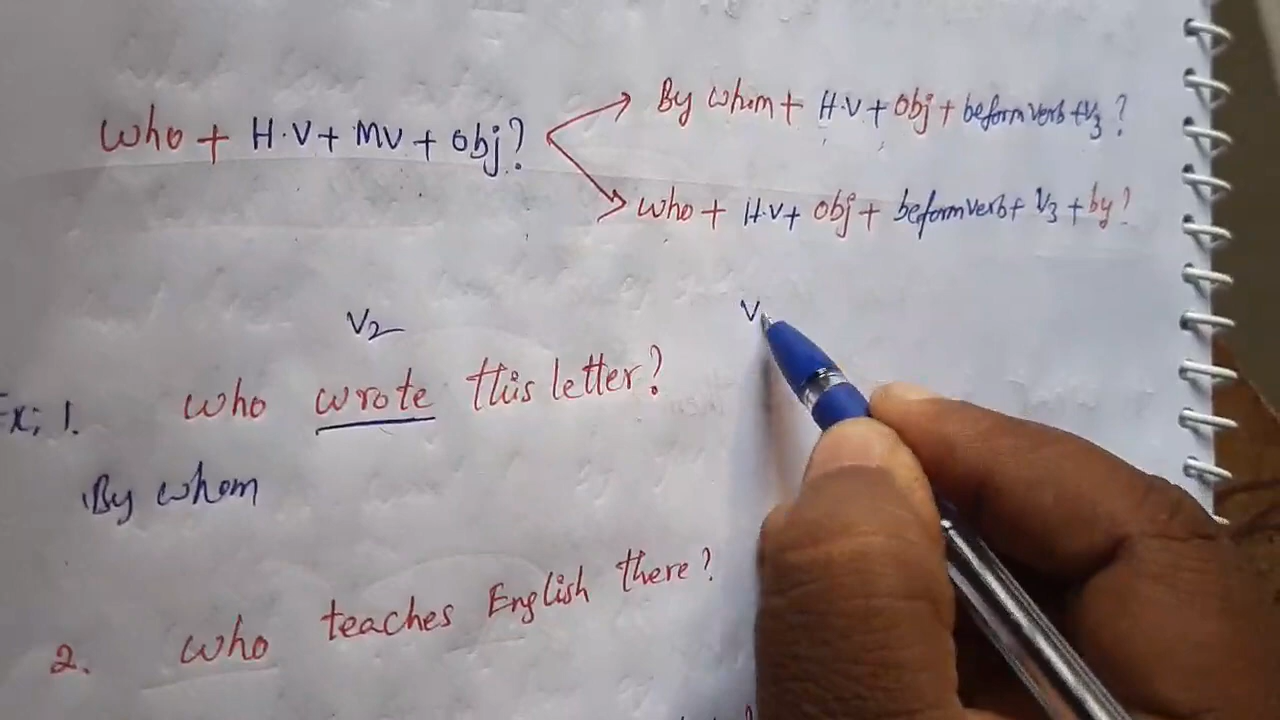 By whom + H.V + Obj + beform verb + V3?
Who + H.V + MV + Obj?
Who + H.V + Obj + beform verb + V3 + by?
V2
V
Ex; 1. Who wrote this letter?
By whom
2. Who teaches English there?